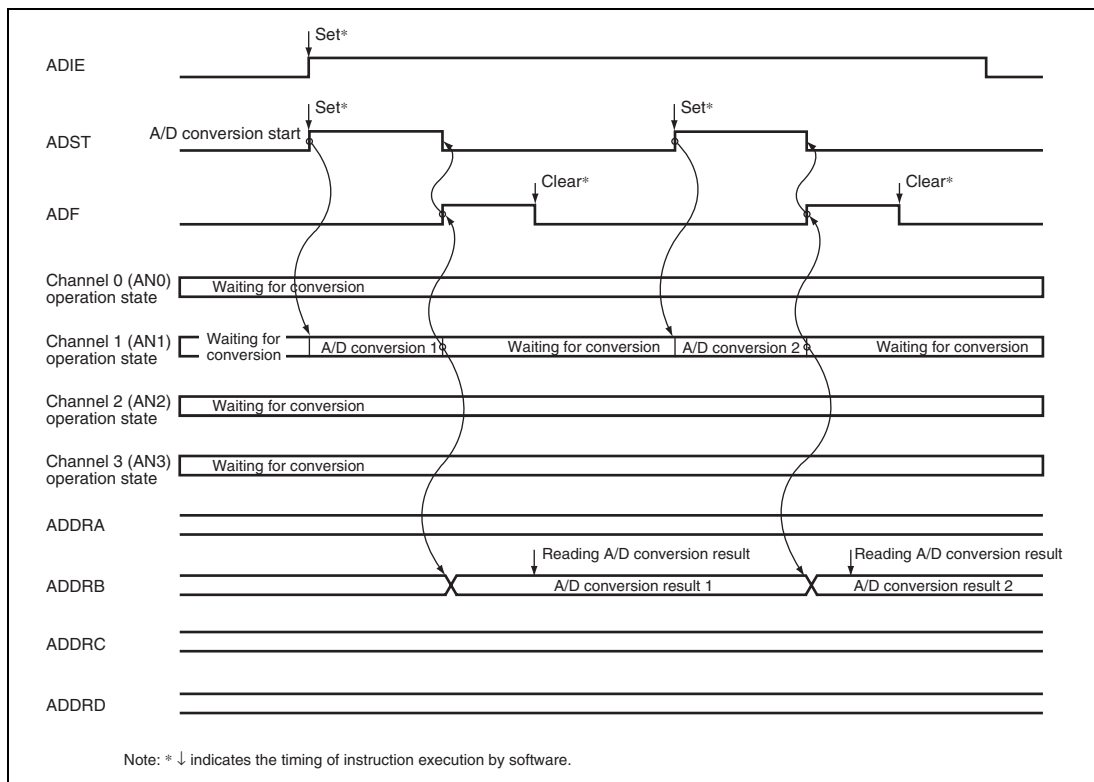 Set*
ADIE
Set*
Set*
A/D conversion start
ADST
Clear*
Clear*
ADF
Channel 0 (AN0)
operation state
Waiting for conversion
Channel 1 (AN1)
operation state
Waiting for
conversion
A/D conversion 1
Waiting for conversion
A/D conversion 2
Waiting for conversion
Channel 2 (AN2)
operation state
Waiting for conversion
Channel 3 (AN3)
operation state
Waiting for conversion
ADDRA
Reading A/D conversion result
Reading A/D conversion result
ADDRB
A/D conversion result 1
A/D conversion result 2
ADDRC
ADDRD
Note: * ↓ indicates the timing of instruction execution by software.